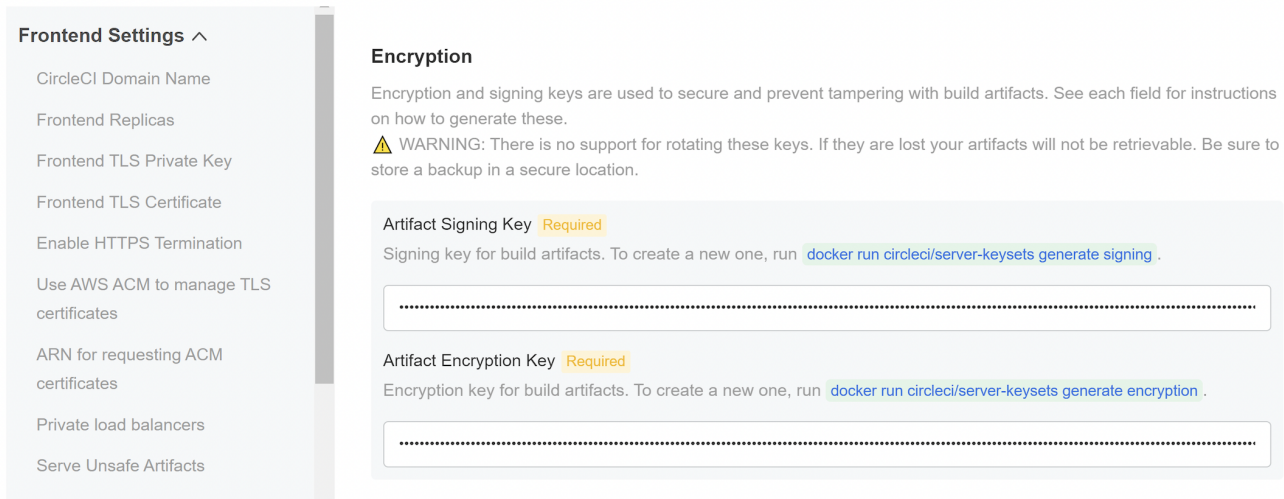 Frontend Settings
CircleCI Domain Name
Frontend Replicas
Frontend TLS Private Key
Frontend TLS Certificate
Enable HTTPS Termination
Use AWS ACM to manage TLS
certificates
ARN for requesting ACM
certificates
Private load balancers
Serve Unsafe Artifacts
Encryption
Encryption and signing keys are used to secure and prevent tampering with build artifacts. See each field for instructions
on how to generate these.
⚠ WARNING: There is no support for rotating these keys. If they are lost your artifacts will not be retrievable. Be sure to
store a backup in a secure location.
Artifact Signing Key Required
Signing key for build artifacts. To create a new one, run docker run circleci/server-keysets generate signing .
Artifact Encryption Key Required
Encryption key for build artifacts. To create a new one, run docker run circleci/server-keysets generate encryption .